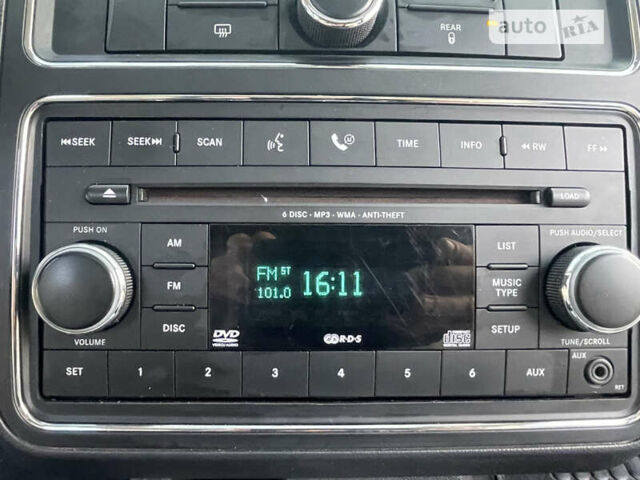 REAR
auto RIA
SEEK
SEEK
SCAN
TIME
INFO
RW
FF
LOAD
6 DISC · MP3 · WMA · ANTI-THEFT
PUSH ON
PUSH AUDIO/SELECT
AM
FM
DISC
FM ST
101.0
16:11
LIST
MUSIC
TYPE
SETUP
DVD
VIDEO/AUDIO
R·D·S
disc
VOLUME
TUNE/SCROLL
SET
1
2
3
4
5
6
AUX
AUX